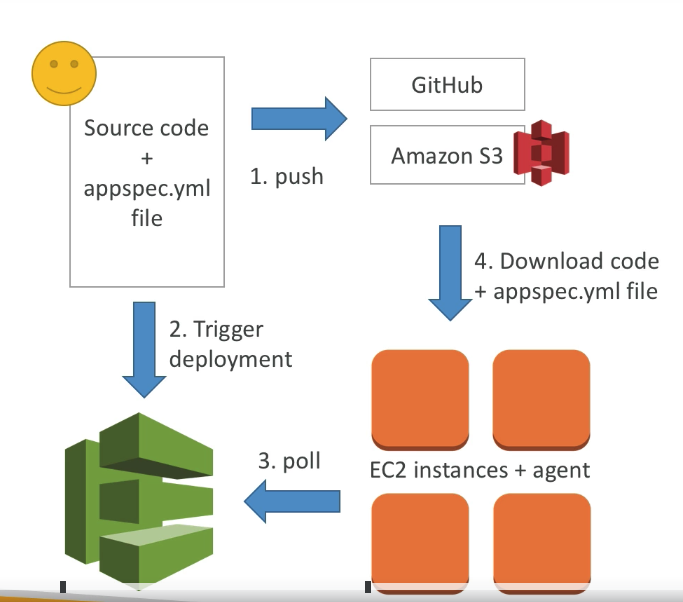 Source code
+
appspec.yml
file
1. push
GitHub
Amazon S3
2. Trigger
deployment
3. poll
4. Download code
+ appspec.yml file
EC2 instances + agent